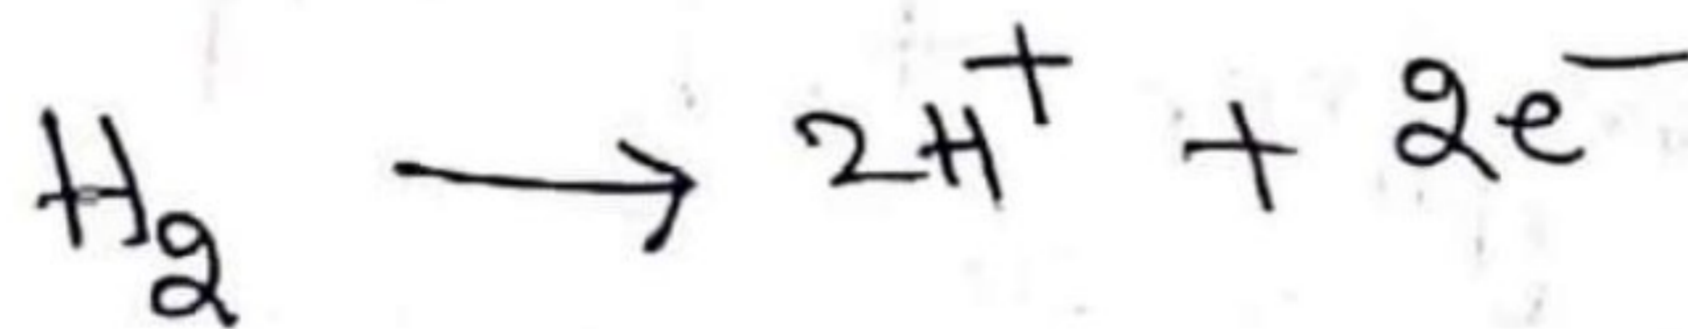 H₂ → 2H⁺ + 2e⁻